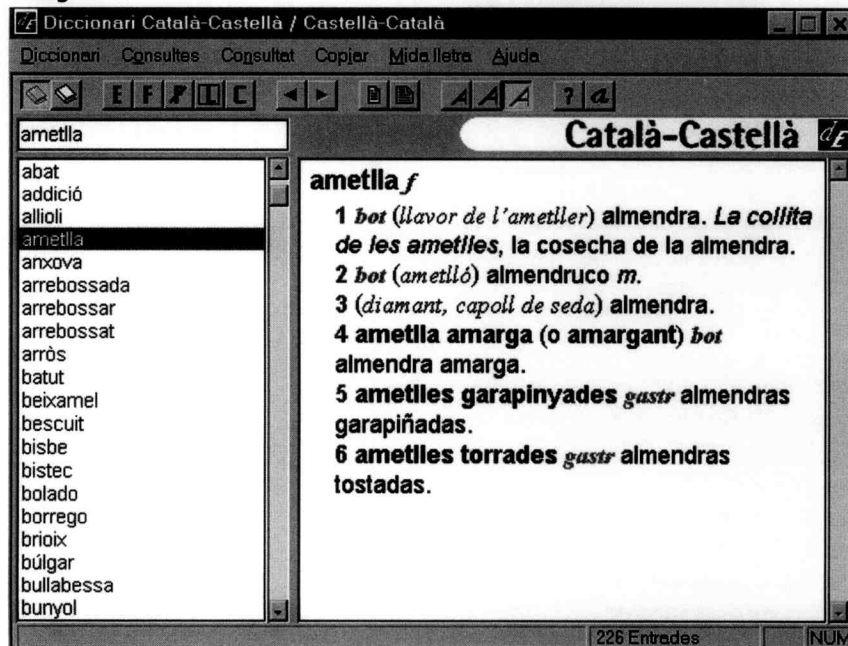 Diccionari Català-Castellà / Castellà-Català
Diccionari Consultes Consultat Copiar Mida lletra Ajuda
E F C
A A A ? a
ametlla
Català-Castellà dE
abat
addició
allioli
ametlla
anxova
arrebossada
arrebossar
arrebossat
arròs
batut
beixamel
bescuit
bisbe
bistec
bolado
borrego
brioix
búlgar
bullabessa
bunyol
ametlla f
1 bot (llavor de l'ametller) almendra. La collita
de les ametlles, la cosecha de la almendra.
2 bot (ametlló) almendruco m.
3 (diamant, capoll de seda) almendra.
4 ametlla amarga (o amargant) bot
almendra amarga.
5 ametlles garapinyades gastr almendras
garapiñadas.
6 ametlles torrades gastr almendras
tostadas.
226 Entrades
NUM